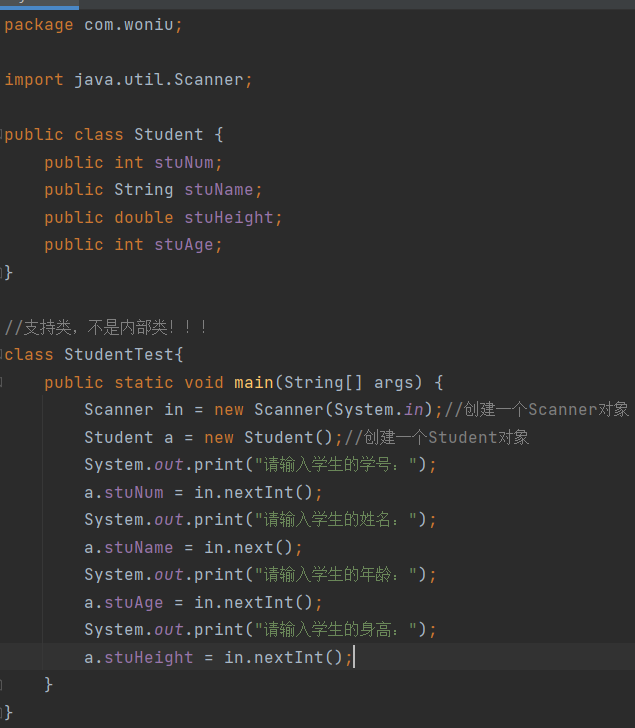 package com.woniu;
import java.util.Scanner;
public class Student {
public int stuNum;
public String stuName;
public double stuHeight;
public int stuAge;
}
//支持类，不是内部类！！！
class StudentTest{
public static void main(String[] args) {
Scanner in = new Scanner(System.in);//创建一个Scanner对象
Student a = new Student();//创建一个Student对象
System.out.print("请输入学生的学号：");
a.stuNum = in.nextInt();
System.out.print("请输入学生的姓名：");
a.stuName = in.next();
System.out.print("请输入学生的年龄：");
a.stuAge = in.nextInt();
System.out.print("请输入学生的身高：");
a.stuHeight = in.nextInt();
}
}